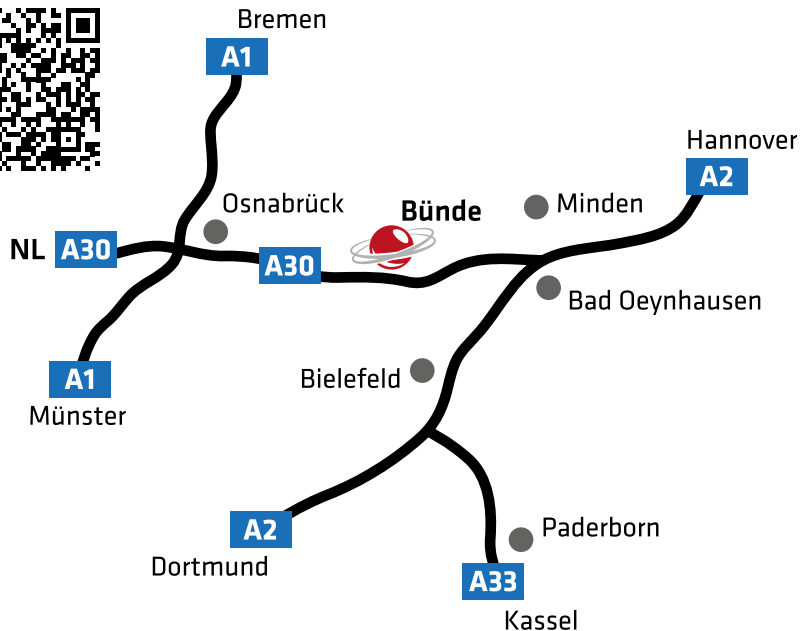 Bremen
A1
Hannover
A2
Osnabrück
Bünde
Minden
NL A30
A30
Bad Oeynhausen
A1
Münster
Bielefeld
A2
Dortmund
Paderborn
A33
Kassel